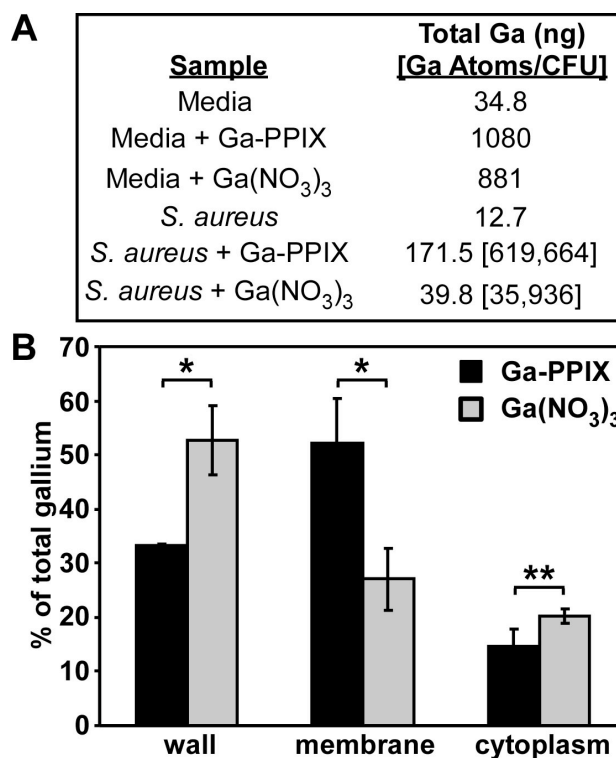 A
Sample
Total Ga (ng)
[Ga Atoms/CFU]
Media 34.8
Media + Ga-PPIX 1080
Media + Ga(NO₃)₃ 881
S. aureus 12.7
S. aureus + Ga-PPIX 171.5 [619,664]
S. aureus + Ga(NO₃)₃ 39.8 [35,936]
B
% of total gallium
70
60
50
40
30
20
10
0
* * **
Ga-PPIX
Ga(NO₃)₃
wall membrane cytoplasm